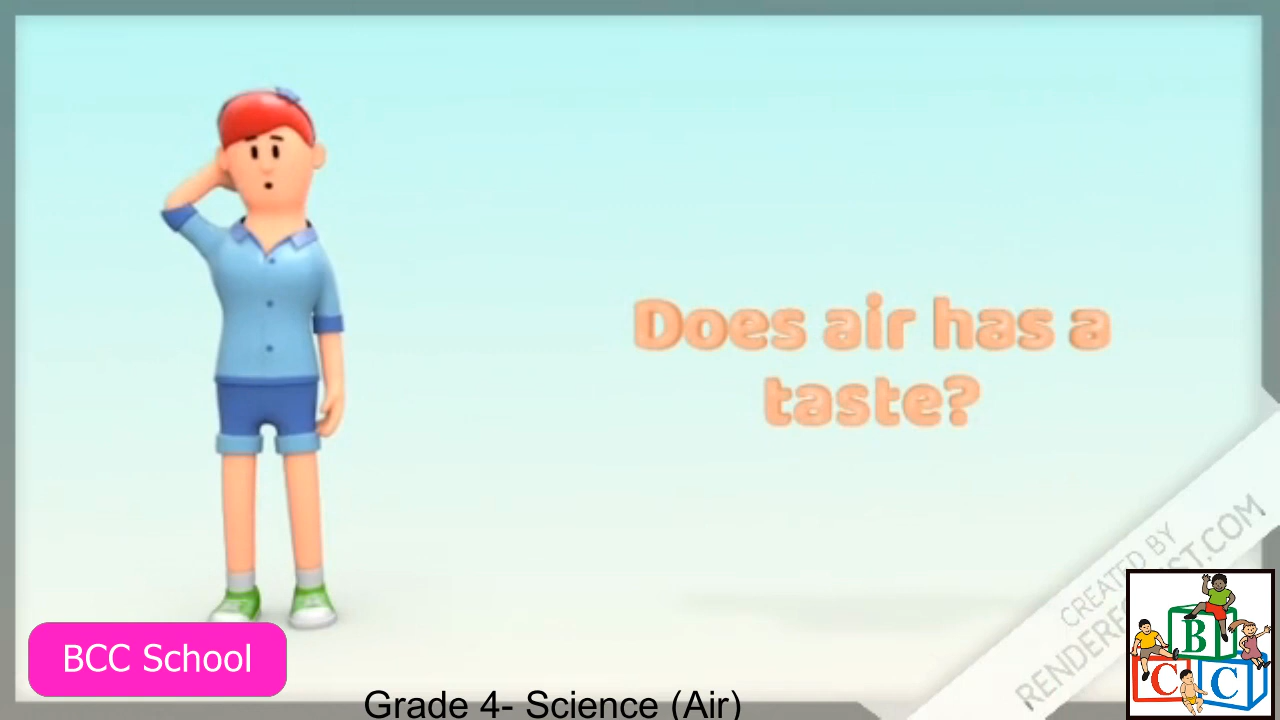 Does air has a
taste?
CREATED BY
BCC School
B
C C
Grade 4- Science (Air)